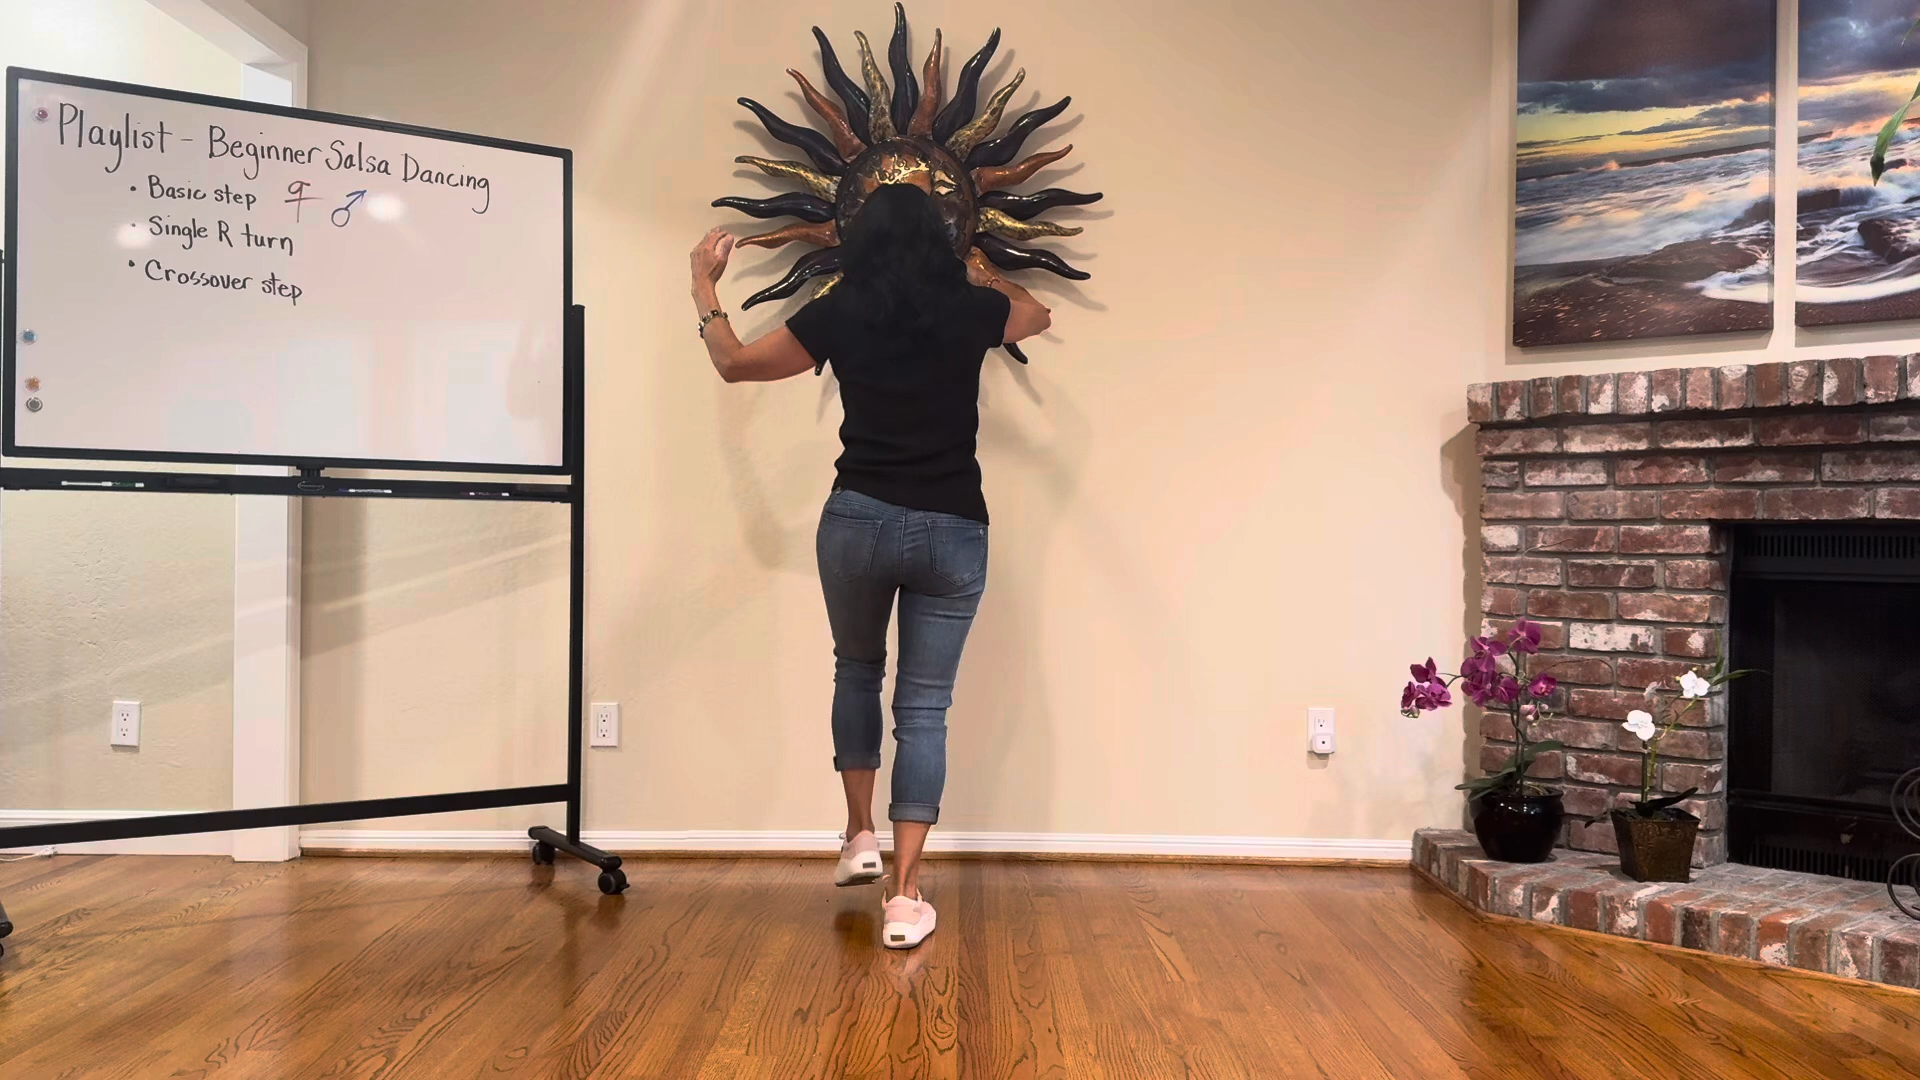 Playlist - Beginner Salsa Dancing
• Basic step ♀ ♂
• Single R turn
• Crossover step